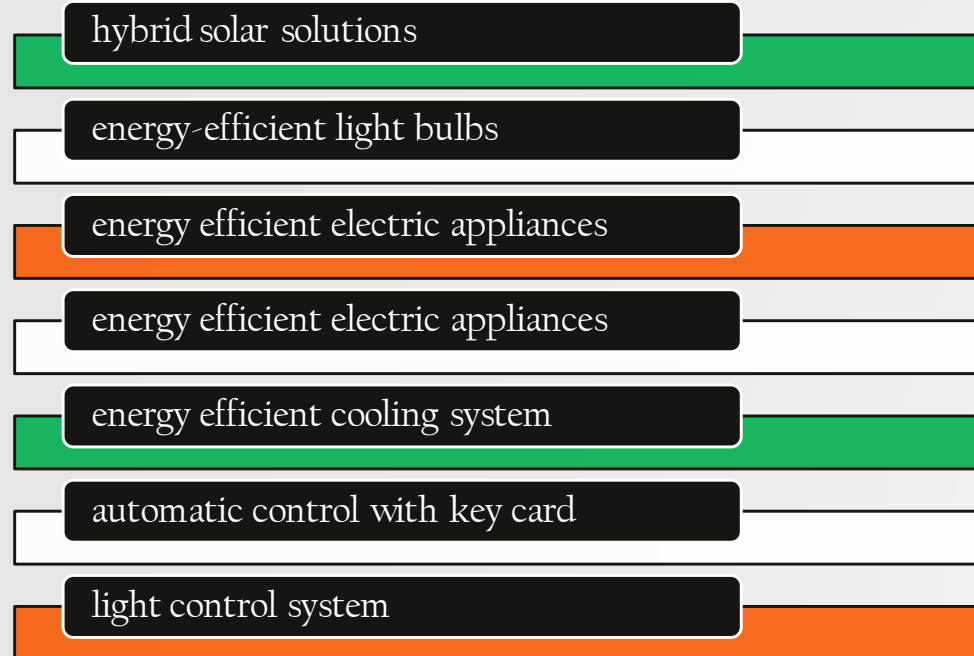 hybrid solar solutions
energy-efficient light bulbs
energy efficient electric appliances
energy efficient electric appliances
energy efficient cooling system
automatic control with key card
light control system